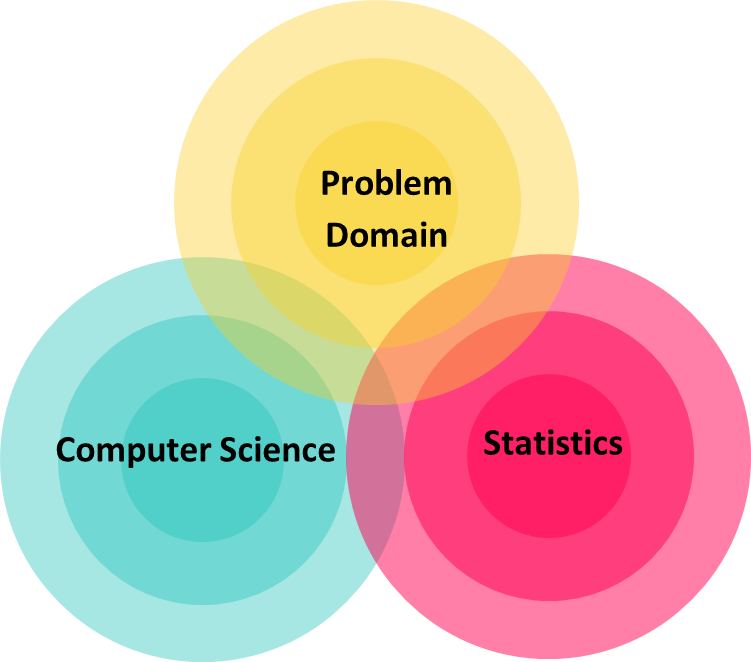 Problem
Domain
Computer Science
Statistics